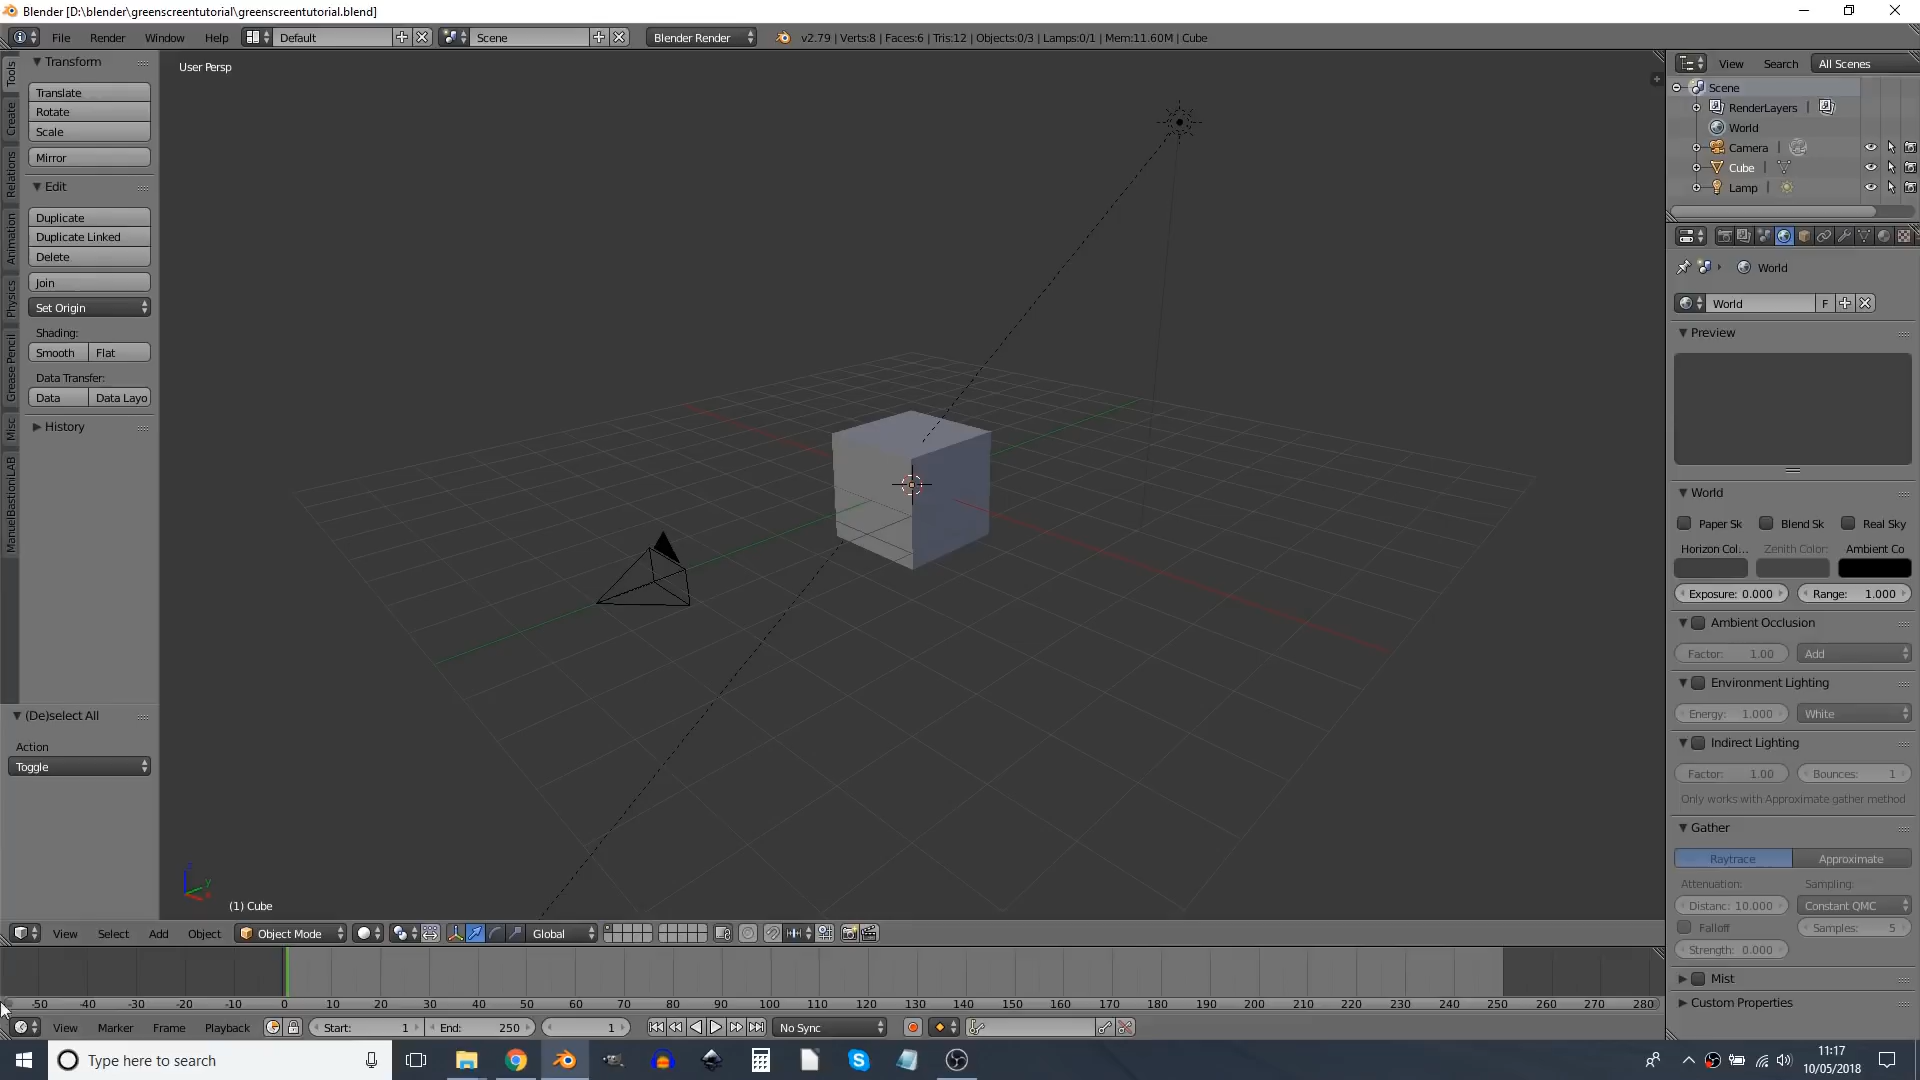 Blender [D:\blender\greenscreentutorial\greenscreentutorial.blend]
File Render Window Help Default Scene Blender Render v2.79 | Verts:8 | Faces:6 | Tris:12 | Objects:0/3 | Lamps:0/1 | Mem:11.60M | Cube
Tools
Create
Relations
Animation
Physics
Grease Pencil
Misc
ManuelBastioniLAB
Transform
Translate
Rotate
Scale
Mirror
Edit
Duplicate
Duplicate Linked
Delete
Join
Set Origin
Shading:
Smooth Flat
Data Transfer:
Data Data Layo
History
(De)select All
Action
Toggle
User Persp
z
y
x
(1) Cube
View Select Add Object Object Mode Global
View Search All Scenes
Scene
RenderLayers
World
Camera
Cube
Lamp
World
World F
Preview
World
Paper Sk Blend Sk Real Sky
Horizon Col... Zenith Color: Ambient Co
Exposure: 0.000 Range: 1.000
Ambient Occlusion
Factor: 1.00 Add
Environment Lighting
Energy: 1.000 White
Indirect Lighting
Factor: 1.00 Bounces: 1
Only works with Approximate gather method
Gather
Raytrace Approximate
Attenuation: Sampling:
Distanc: 10.000 Constant QMC
Falloff Samples: 5
Strength: 0.000
Mist
Custom Properties
-50 -40 -30 -20 -10 0 10 20 30 40 50 60 70 80 90 100 110 120 130 140 150 160 170 180 190 200 210 220 230 240 250 260 270 280
View Marker Frame Playback Start: 1 End: 250 1 No Sync
Type here to search
11:17
10/05/2018